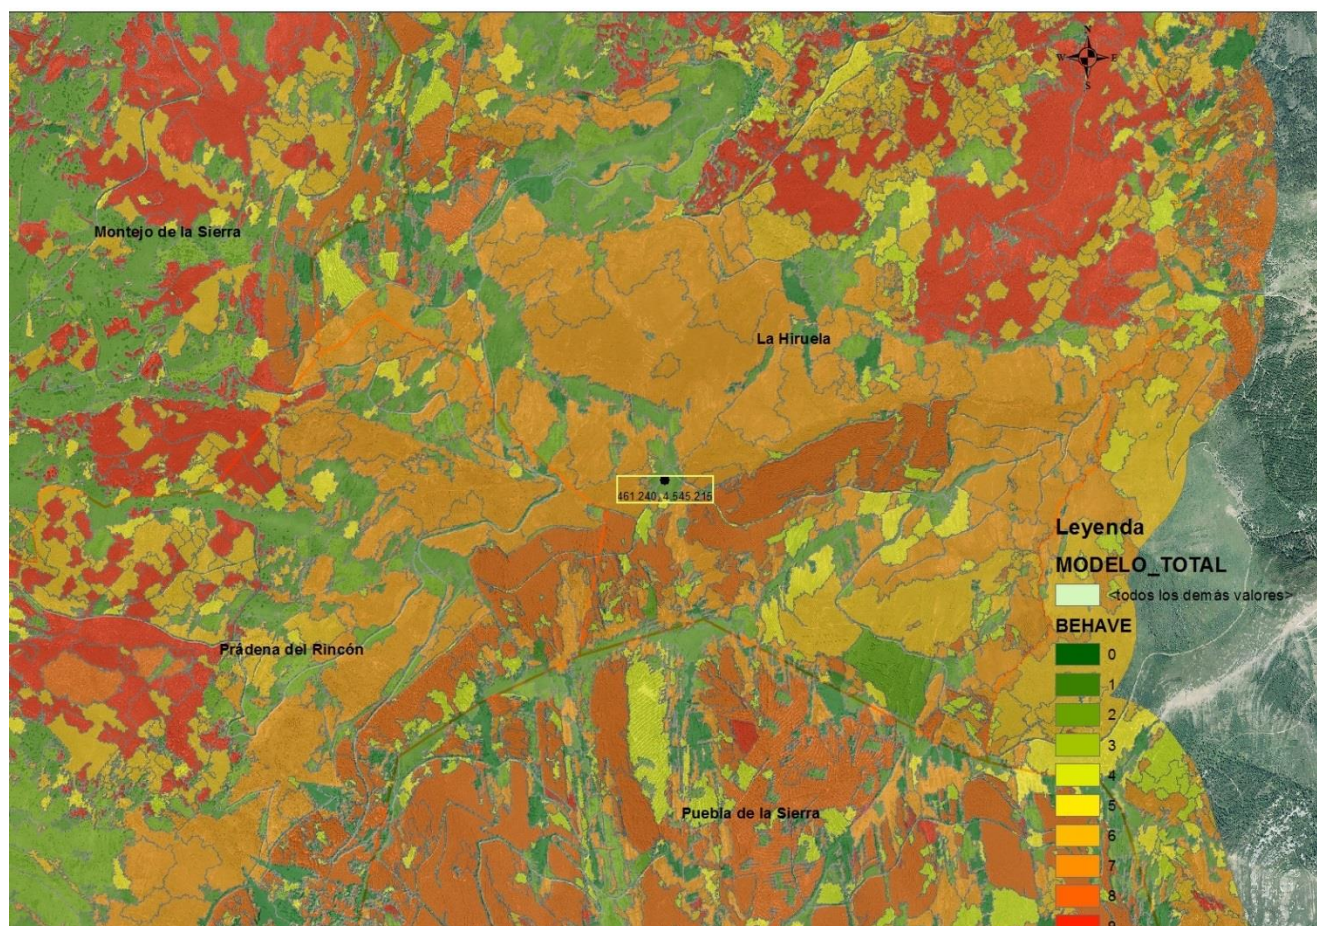 N
W E
S
Montejo de la Sierra
La Hiruela
461.240, 4.545.215
Leyenda
MODELO_TOTAL
<todos los demás valores>
Prádena del Rincón
BEHAVE
0
1
2
3
4
5
6
7
Puebla de la Sierra
8
9